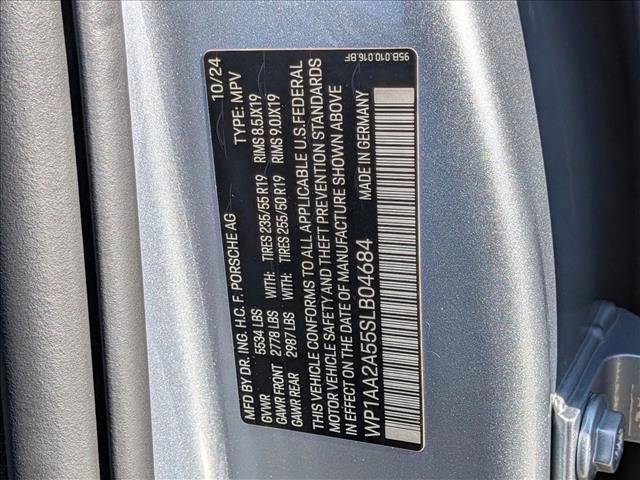 MFD BY DR. ING. H.C. F. PORSCHE AG 10/24
GVWR 5534 LBS TYPE: MPV
GAWR FRONT 2778 LBS WITH: TIRES 235/55 R19 RIMS 8.5JX19
GAWR REAR 2987 LBS WITH: TIRES 255/50 R19 RIMS 9.0JX19
THIS VEHICLE CONFORMS TO ALL APPLICABLE U.S. FEDERAL
MOTOR VEHICLE SAFETY AND THEFT PREVENTION STANDARDS
IN EFFECT ON THE DATE OF MANUFACTURE SHOWN ABOVE
WP1AA2A55SLB04684 MADE IN GERMANY
95B.010.016.BF